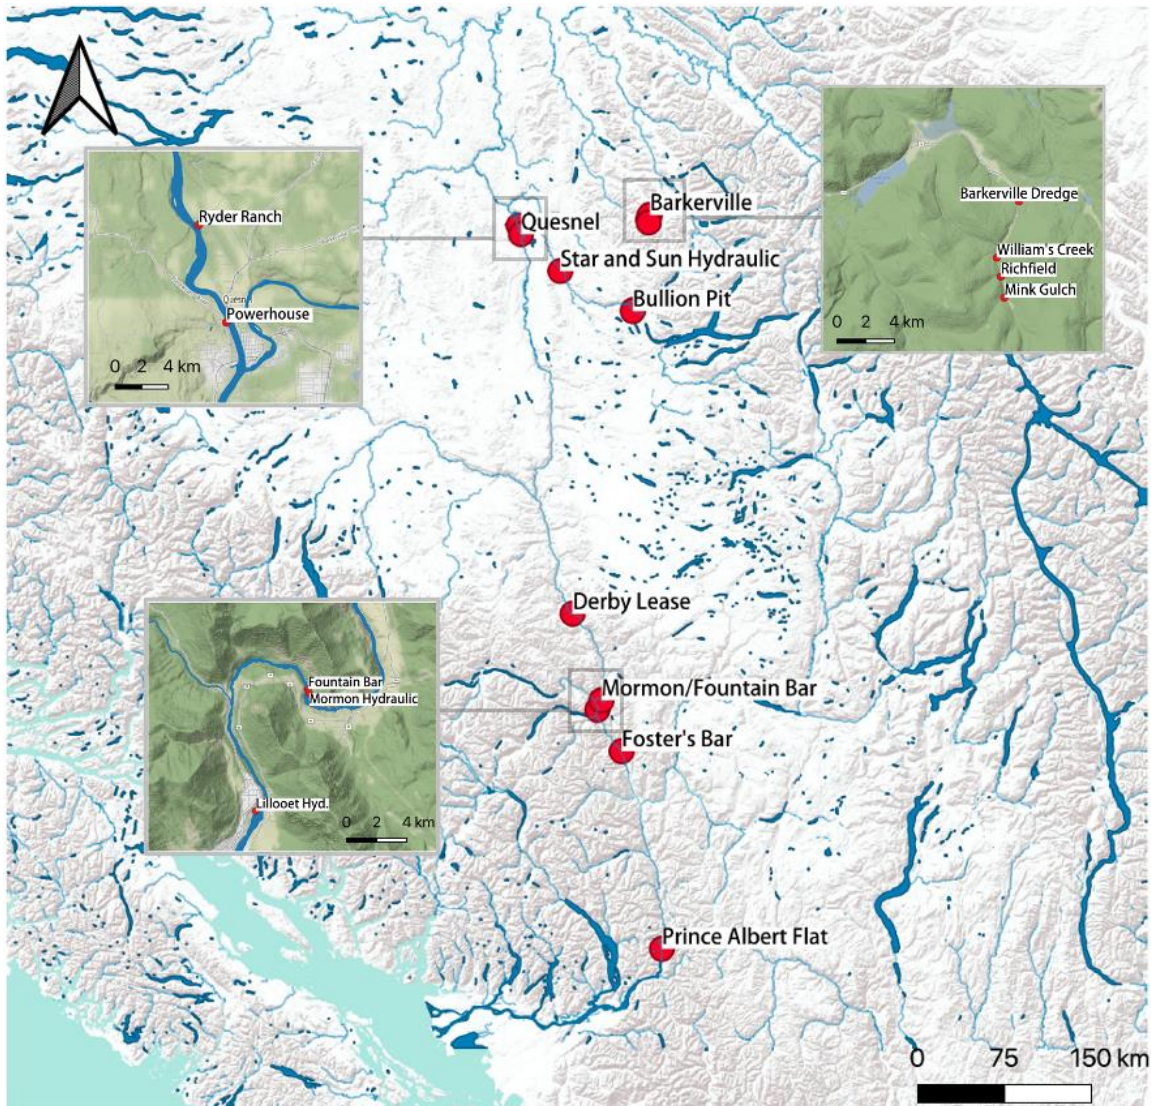 Barkerville
Quesnel
Star and Sun Hydraulic
Bullion Pit
Derby Lease
Mormon/Fountain Bar
Foster's Bar
Prince Albert Flat
0 75 150 km
Ryder Ranch
Quesnel
Powerhouse
0 2 4 km
Barkerville Dredge
William's Creek
Richfield
Mink Gulch
0 2 4 km
Fountain Bar
Mormon Hydraulic
Lillooet Hyd.
0 2 4 km